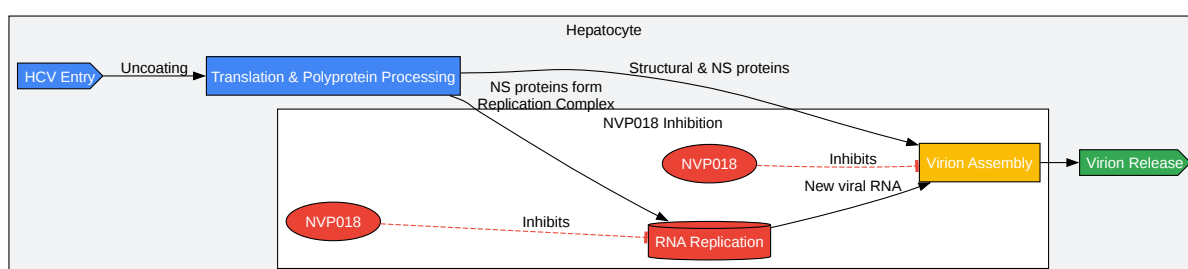 Hepatocyte
HCV Entry
Uncoating
Translation & Polyprotein Processing
Structural & NS proteins
NS proteins form
Replication Complex
NVP018 Inhibition
NVP018
Inhibits
Virion Assembly
Virion Release
New viral RNA
NVP018
Inhibits
RNA Replication